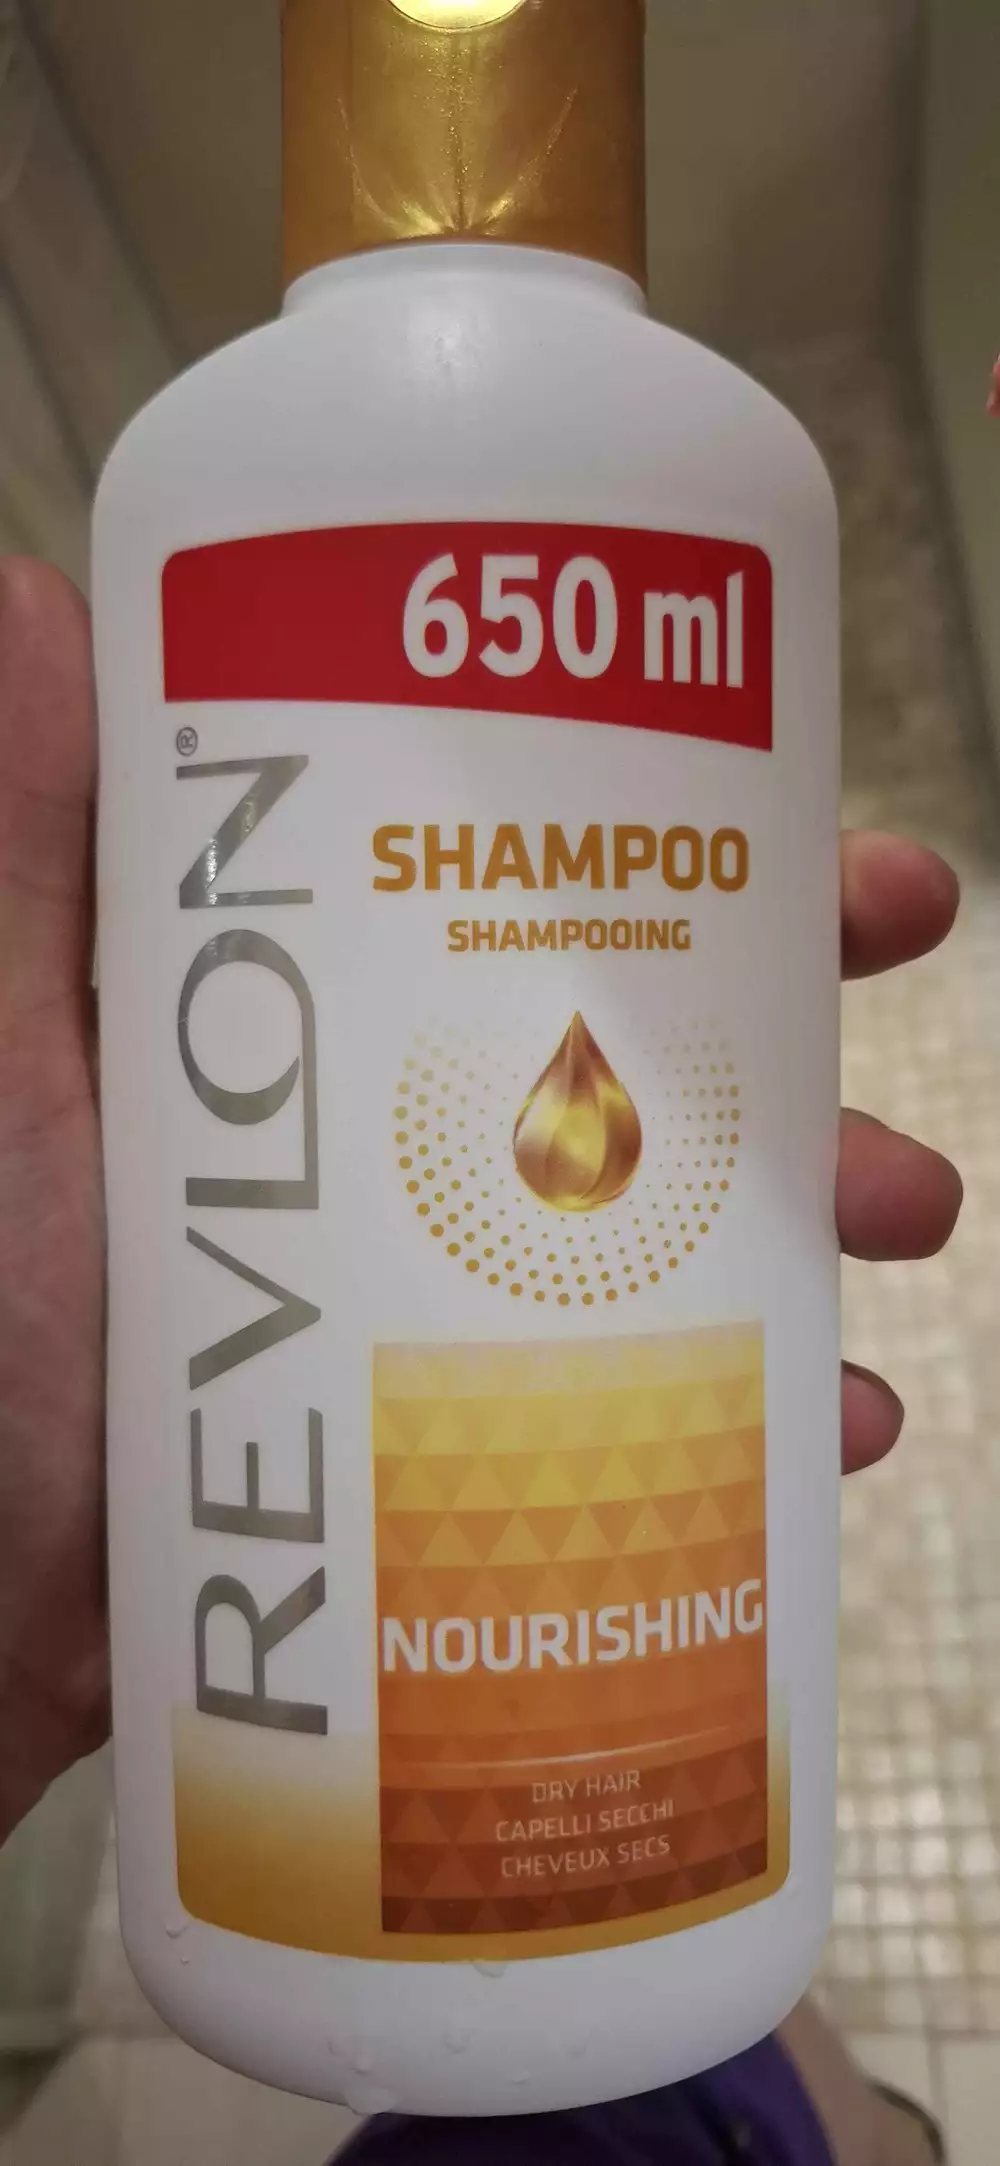 650 ml
REVLON®
SHAMPOO
SHAMPOOING
NOURISHING
DRY HAIR
CAPELLI SECCHI
CHEVEUX SECS